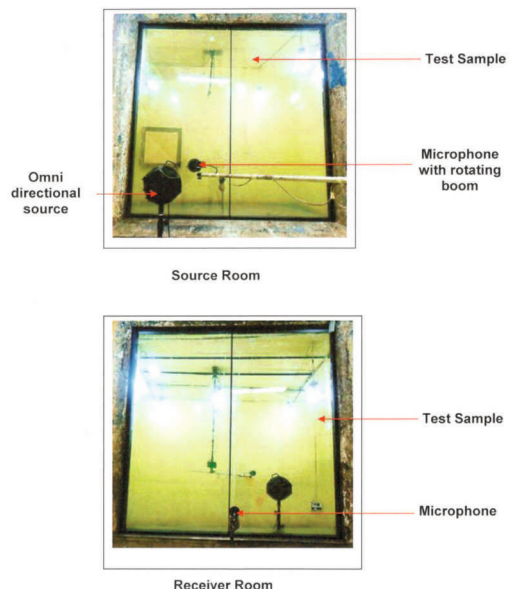 Test Sample
Microphone
with rotating
boom
Omni
directional
source
Source Room
Test Sample
Microphone
Receiver Room